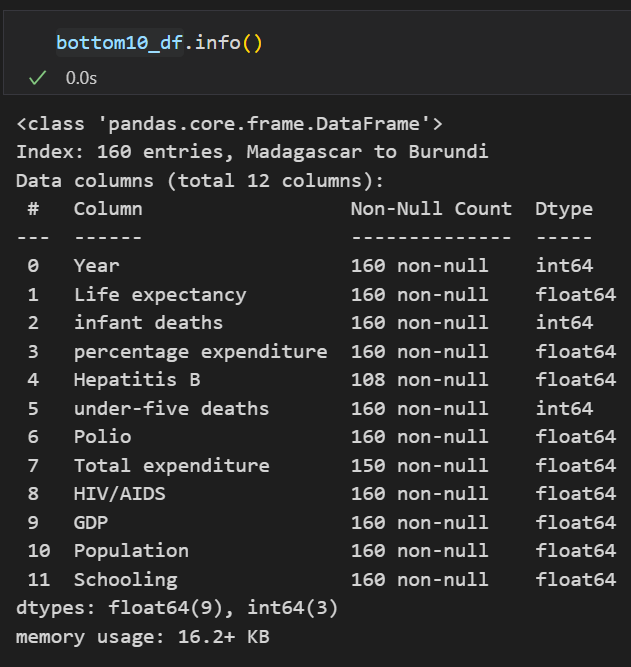 bottom10_df.info()
✓ 0.0s
<class 'pandas.core.frame.DataFrame'>
Index: 160 entries, Madagascar to Burundi
Data columns (total 12 columns):
 #   Column                  Non-Null Count  Dtype
---  ------                  --------------  -----
 0   Year                    160 non-null    int64
 1   Life expectancy         160 non-null    float64
 2   infant deaths           160 non-null    int64
 3   percentage expenditure  160 non-null    float64
 4   Hepatitis B             108 non-null    float64
 5   under-five deaths       160 non-null    int64
 6   Polio                   160 non-null    float64
 7   Total expenditure       150 non-null    float64
 8   HIV/AIDS                160 non-null    float64
 9   GDP                     160 non-null    float64
 10  Population              160 non-null    float64
 11  Schooling               160 non-null    float64
dtypes: float64(9), int64(3)
memory usage: 16.2+ KB